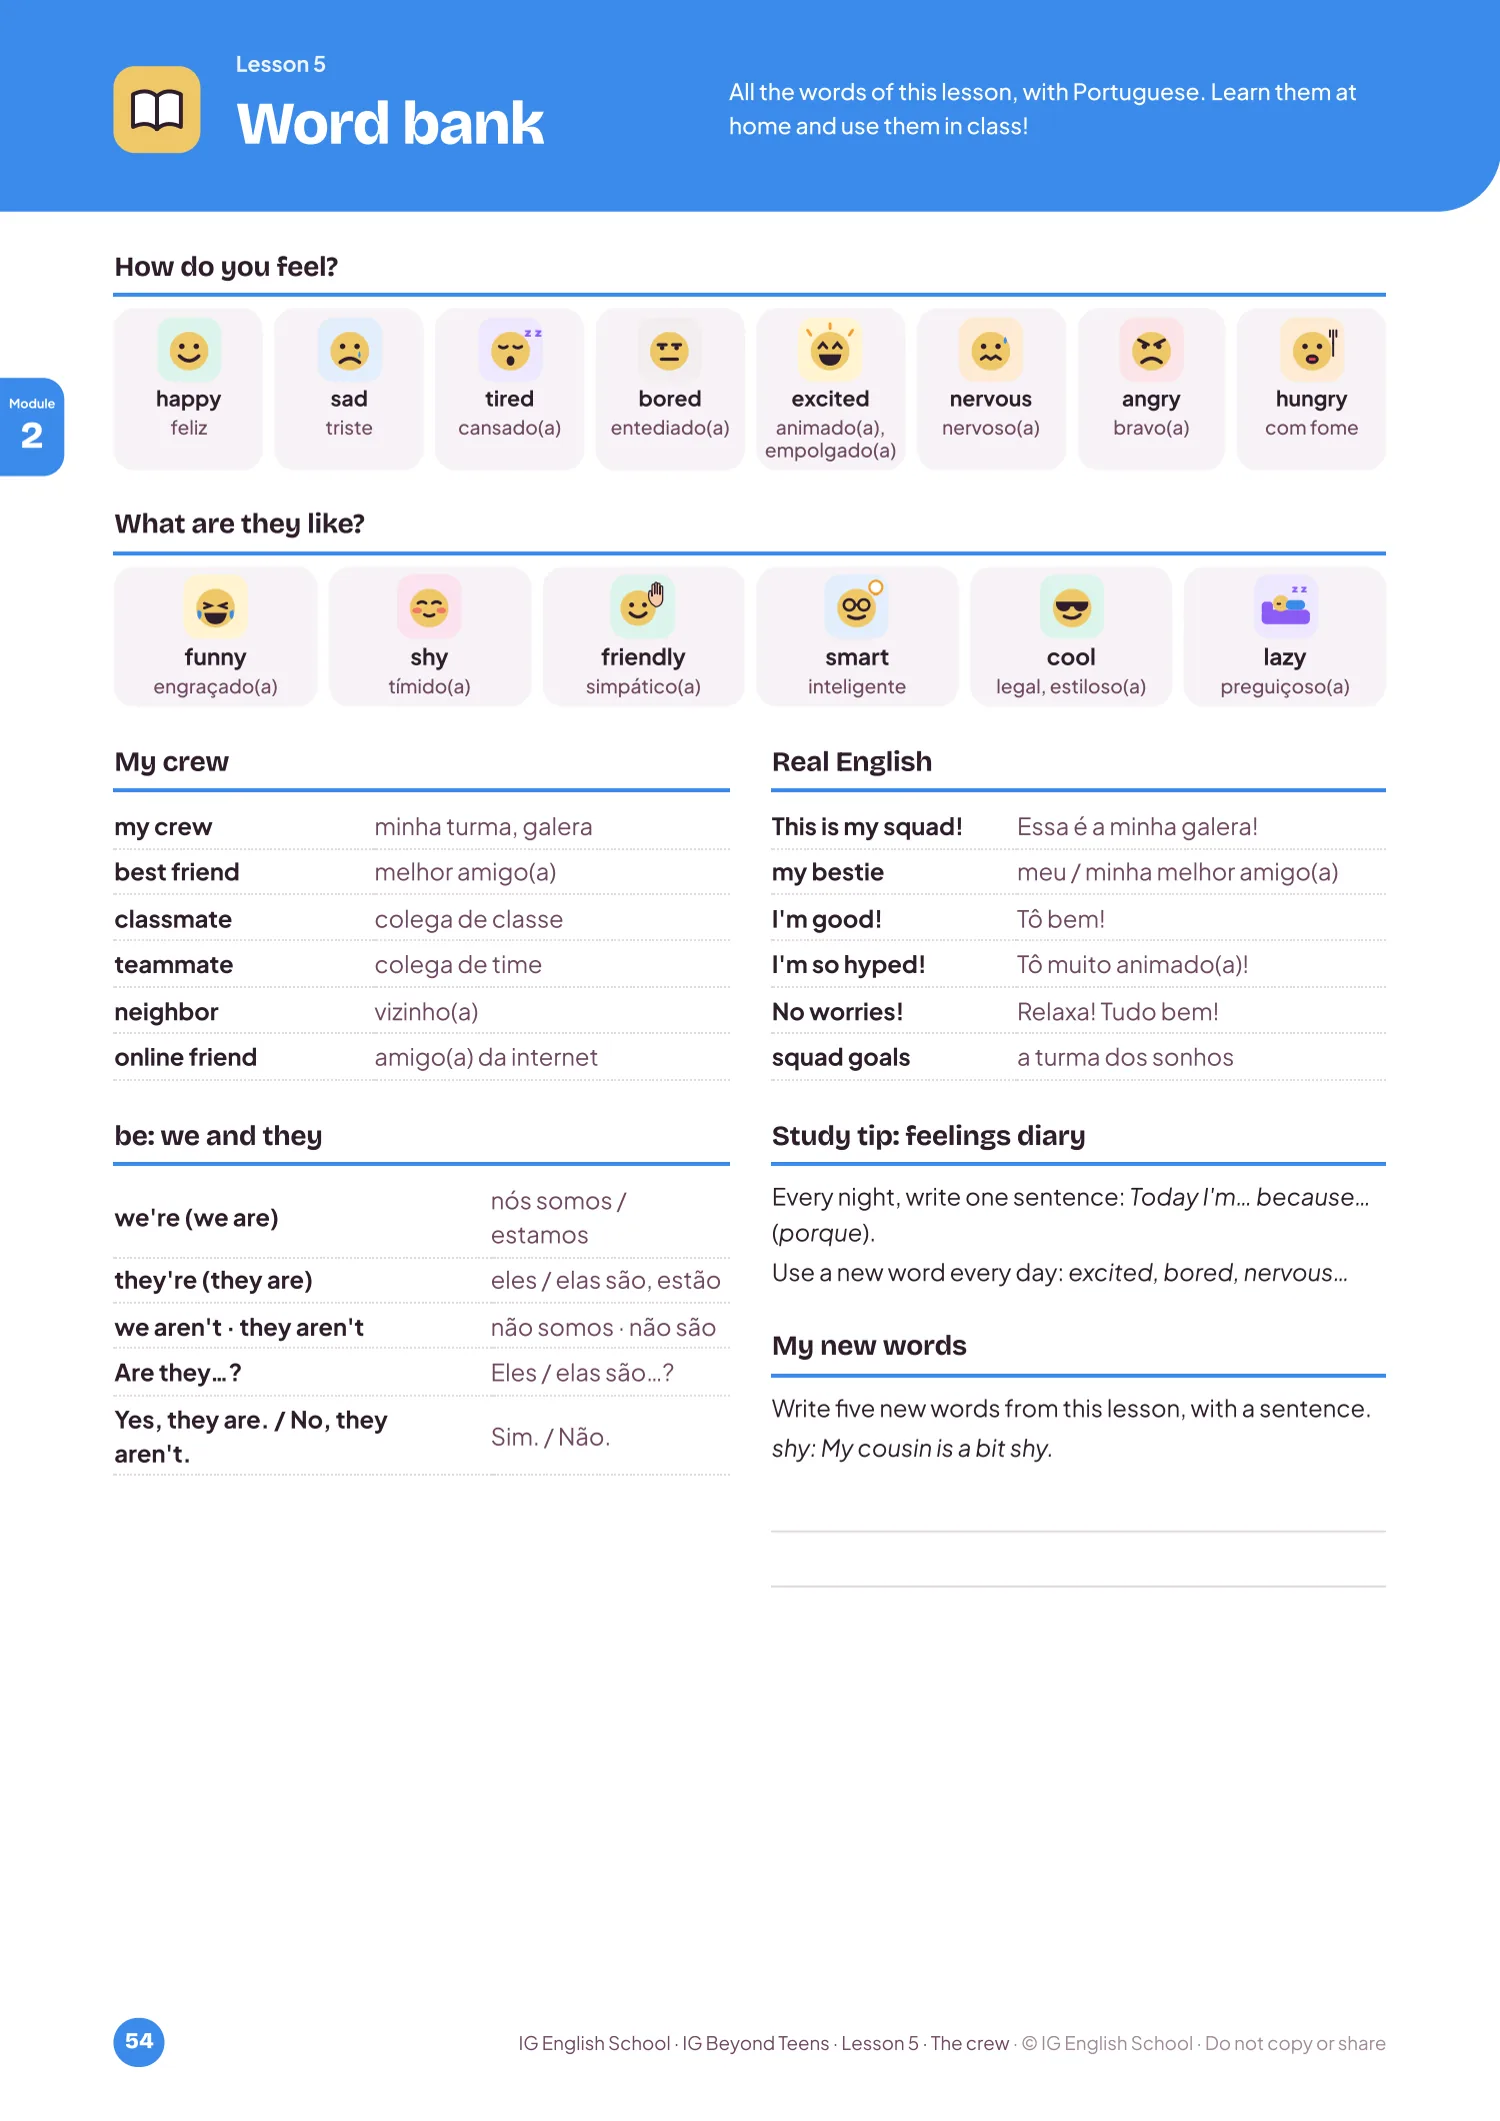 Lesson 5
Word bank
All the words of this lesson, with Portuguese. Learn them at
home and use them in class!
Module
2
How do you feel?
happy
feliz
sad
triste
tired
cansado(a)
bored
entediado(a)
excited
animado(a),
empolgado(a)
nervous
nervoso(a)
angry
bravo(a)
hungry
com fome
What are they like?
funny
engraçado(a)
shy
tímido(a)
friendly
simpático(a)
smart
inteligente
cool
legal, estiloso(a)
lazy
preguiçoso(a)
My crew
my crew minha turma, galera
best friend melhor amigo(a)
classmate colega de classe
teammate colega de time
neighbor vizinho(a)
online friend amigo(a) da internet
Real English
This is my squad! Essa é a minha galera!
my bestie meu / minha melhor amigo(a)
I'm good! Tô bem!
I'm so hyped! Tô muito animado(a)!
No worries! Relaxa! Tudo bem!
squad goals a turma dos sonhos
be: we and they
we're (we are) nós somos /
estamos
they're (they are) eles / elas são, estão
we aren't · they aren't não somos · não são
Are they...? Eles / elas são...?
Yes, they are. / No, they
aren't. Sim. / Não.
Study tip: feelings diary
Every night, write one sentence: Today I'm... because...
(porque).
Use a new word every day: excited, bored, nervous...
My new words
Write five new words from this lesson, with a sentence.
shy: My cousin is a bit shy.
54
IG English School · IG Beyond Teens · Lesson 5 · The crew · © IG English School · Do not copy or share